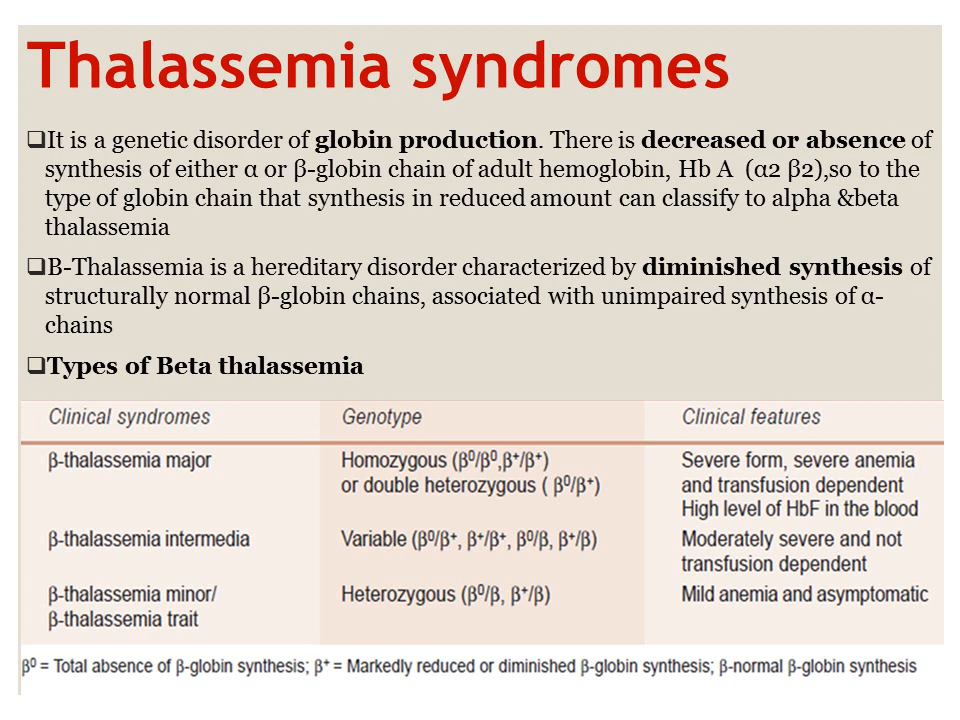 Thalassemia syndromes
❑It is a genetic disorder of globin production. There is decreased or absence of
synthesis of either α or β-globin chain of adult hemoglobin, Hb A (α2 β2),so to the
type of globin chain that synthesis in reduced amount can classify to alpha &beta
thalassemia
❑B-Thalassemia is a hereditary disorder characterized by diminished synthesis of
structurally normal β-globin chains, associated with unimpaired synthesis of α-
chains
❑Types of Beta thalassemia
Clinical syndromes Genotype Clinical features
β-thalassemia major Homozygous (β⁰/β⁰,β⁺/β⁺) Severe form, severe anemia
or double heterozygous ( β⁰/β⁺) and transfusion dependent
High level of HbF in the blood
β-thalassemia intermedia Variable (β⁰/β⁺, β⁺/β⁺, β⁰/β, β⁺/β) Moderately severe and not
transfusion dependent
β-thalassemia minor/ Heterozygous (β⁰/β, β⁺/β) Mild anemia and asymptomatic
β-thalassemia trait
β⁰ = Total absence of β-globin synthesis; β⁺ = Markedly reduced or diminished β-globin synthesis; β-normal β-globin synthesis